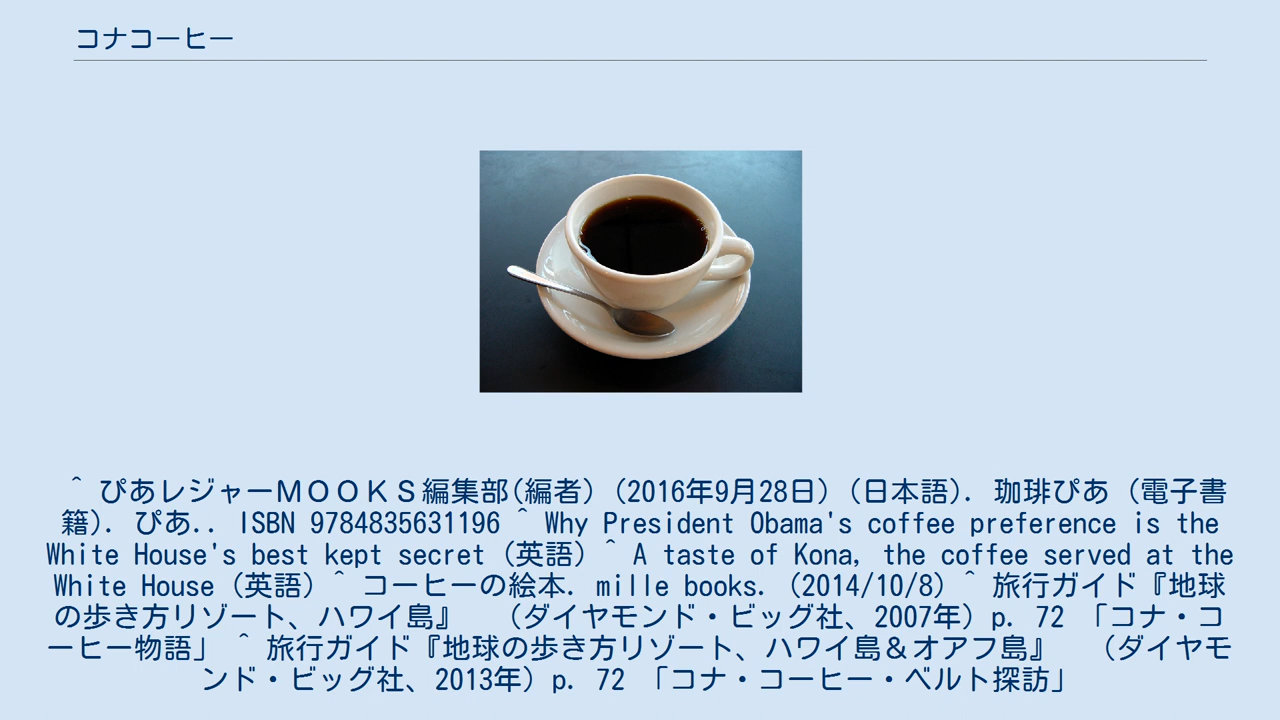 コナコーヒー
^ ぴあレジャーＭＯＯＫＳ編集部(編者) (2016年9月28日) (日本語). 珈琲ぴあ (電子書
籍). ぴあ.. ISBN 9784835631196 ^ Why President Obama's coffee preference is the
White House's best kept secret (英語) ^ A taste of Kona, the coffee served at the
White House (英語) ^ コーヒーの絵本. mille books. (2014/10/8) ^ 旅行ガイド『地球
の歩き方リゾート、ハワイ島』　(ダイヤモンド・ビッグ社、2007年) p. 72 「コナ・コ
ーヒー物語」 ^ 旅行ガイド『地球の歩き方リゾート、ハワイ島＆オアフ島』　(ダイヤモ
ンド・ビッグ社、2013年) p. 72 「コナ・コーヒー・ベルト探訪」